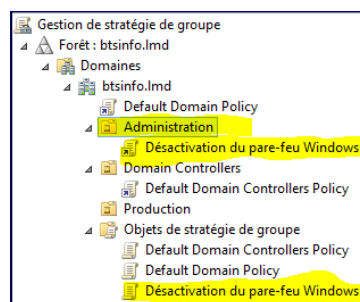 Gestion de stratégie de groupe
Forêt : btsinfo.lmd
Domaines
btsinfo.lmd
Default Domain Policy
Administration
Désactivation du pare-feu Windows
Domain Controllers
Default Domain Controllers Policy
Production
Objets de stratégie de groupe
Default Domain Controllers Policy
Default Domain Policy
Désactivation du pare-feu Windows